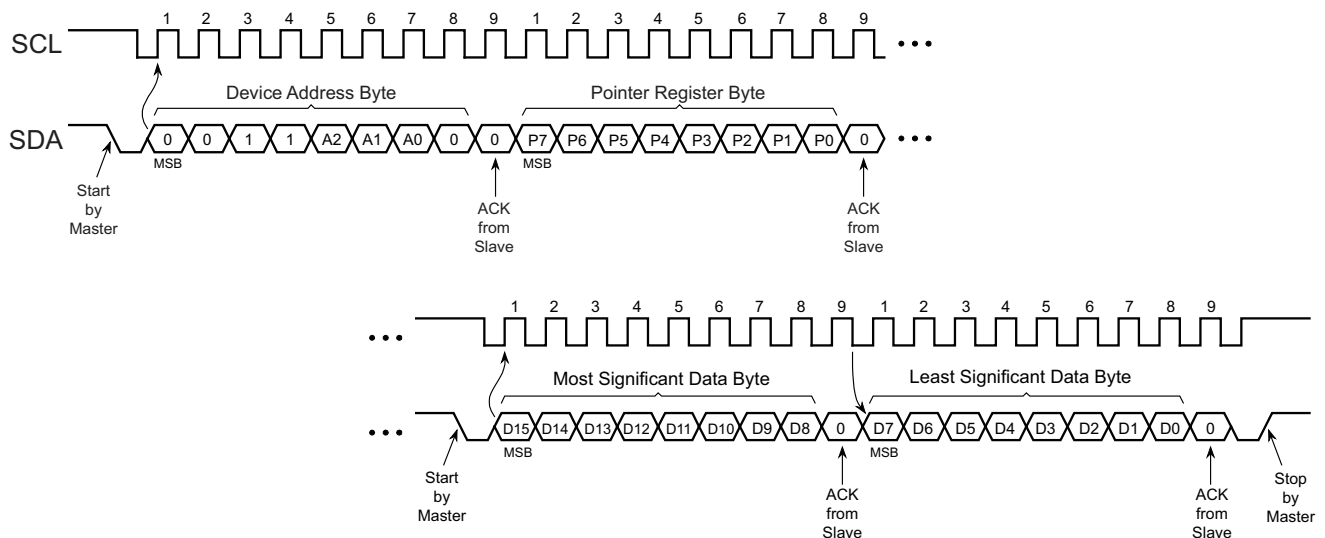 1 2 3 4 5 6 7 8 9 1 2 3 4 5 6 7 8 9
SCL
Device Address Byte Pointer Register Byte
SDA 0 0 1 1 A2 A1 A0 0 0 P7 P6 P5 P4 P3 P2 P1 P0 0
MSB MSB
Start
by
Master
ACK
from
Slave
ACK
from
Slave
1 2 3 4 5 6 7 8 9 1 2 3 4 5 6 7 8 9
Most Significant Data Byte Least Significant Data Byte
D15 D14 D13 D12 D11 D10 D9 D8 0 D7 D6 D5 D4 D3 D2 D1 D0 0
MSB MSB
Start
by
Master
ACK
from
Slave
ACK
from
Slave
Stop
by
Master